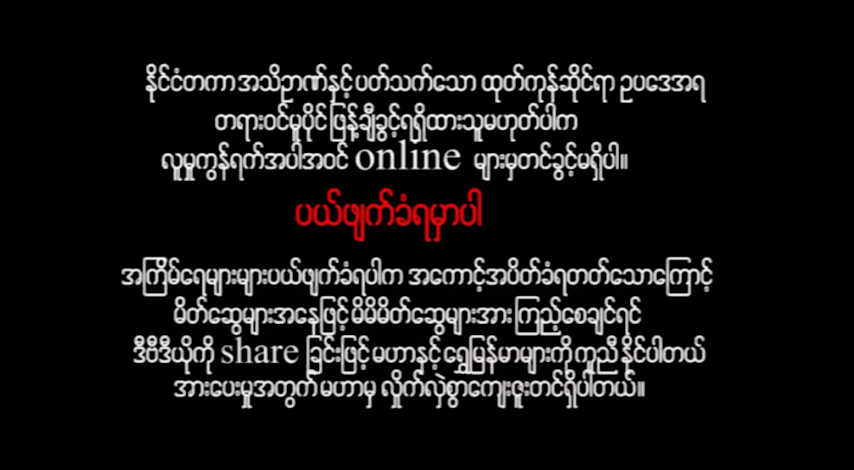 နိုင်ငံတကာ အသိဉာဏ်နှင့် ပတ်သက်သော ထုတ်ကုန်ဆိုင်ရာ ဥပဒေအရ
တရားဝင်မူပိုင် ဖြန့်ချီခွင့်ရရှိထားသူမဟုတ်ပါက
လူမှုကွန်ရက်အပါအဝင် online များမှတင်ခွင့်မရှိပါ။
ပယ်ဖျက်ခံရမှာပါ
အကြိမ်ရေများများပယ်ဖျက်ခံရပါက အကောင့်အပိတ်ခံရတတ်သောကြောင့်
မိတ်ဆွေများအနေဖြင့် မိမိမိတ်ဆွေများအား ကြည့်စေချင်ရင်
ဒီဗီဒီယိုကို share ခြင်းဖြင့် မဟာနှင့် ရွှေမြန်မာများကို ကူညီ နိုင်ပါတယ်
အားပေးမှုအတွက် မဟာမှ လှိုက်လှဲစွာကျေးဇူးတင်ရှိပါတယ်။